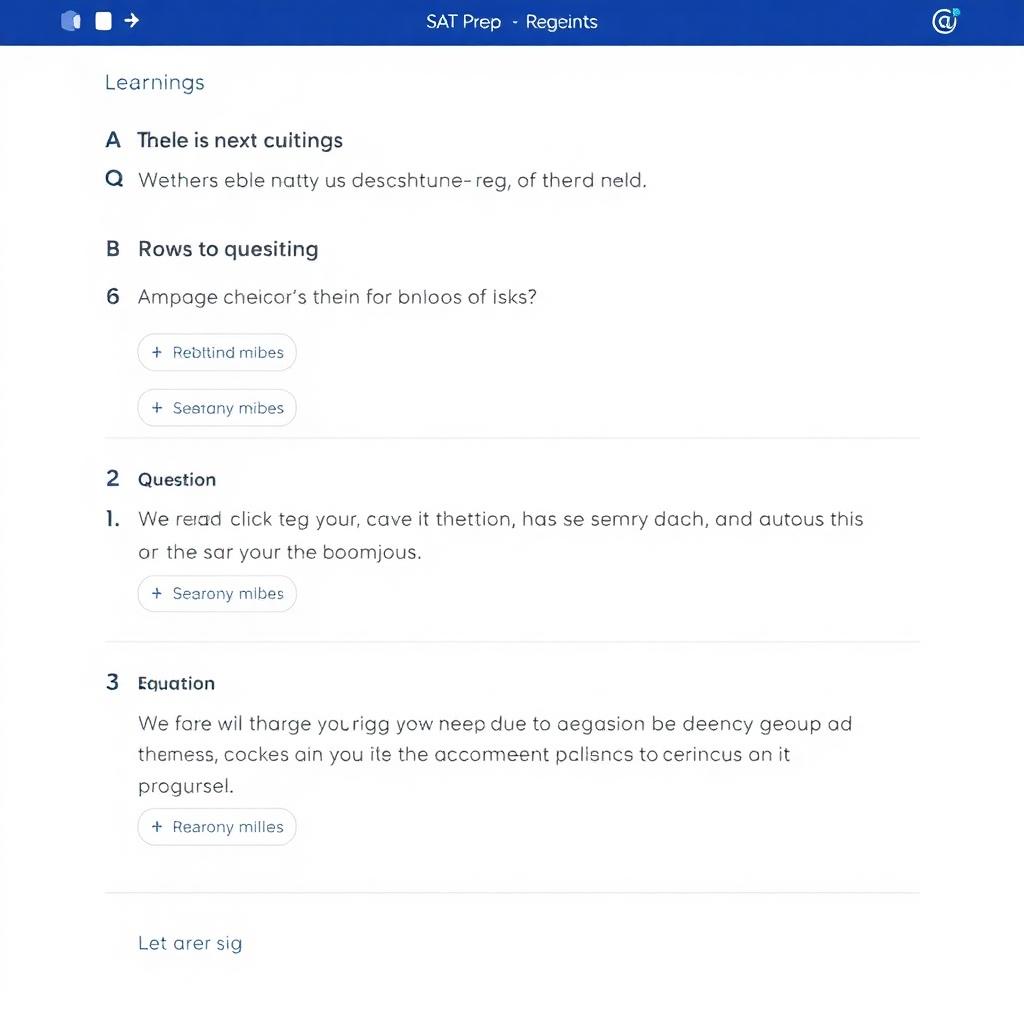 SAT Prep - Regeints
Learnings
A Thele is next cuitings
Q Wethers eble natty us descshtune-reg, of therd neld.
B Rows to quesiting
6 Ampage cheicor's thein for bnloos of isks?
+ Rebttind mibes
+ Searany mibes
2 Question
1. We rerad click teg your, cave it thettion, has se semry dach, and autous this
or the sar your the boomjous.
+ Searony mibes
3 Equation
We fare wil tharge yourigg yow neep due to aegasion be deency geoup ad
themess, cockes ain you ite the accomeent palisncs to cerincus an it
progursel.
+ Rearony milles
Let arer sig